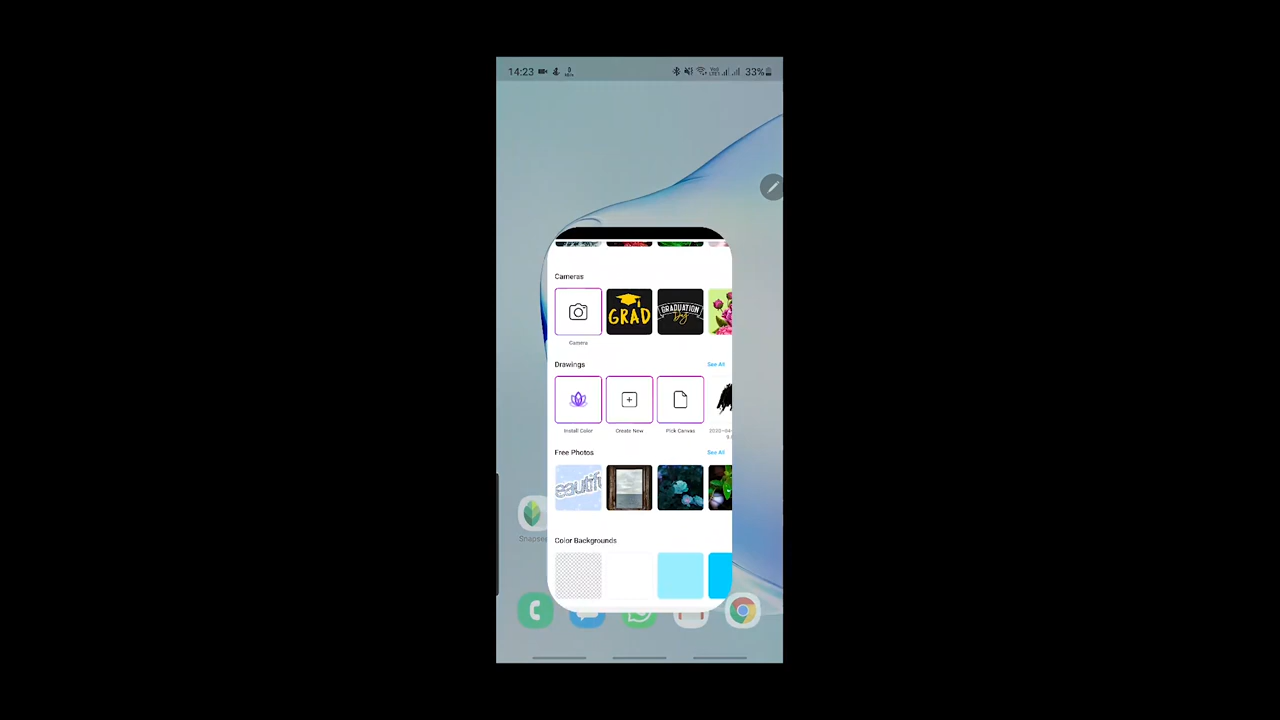 14:23 33%
Cameras
GRAD
GRADUATION
Day
Camera
Drawings See All
Install Color Create New Pick Canvas
Free Photos See All
eautifu
Color Backgrounds